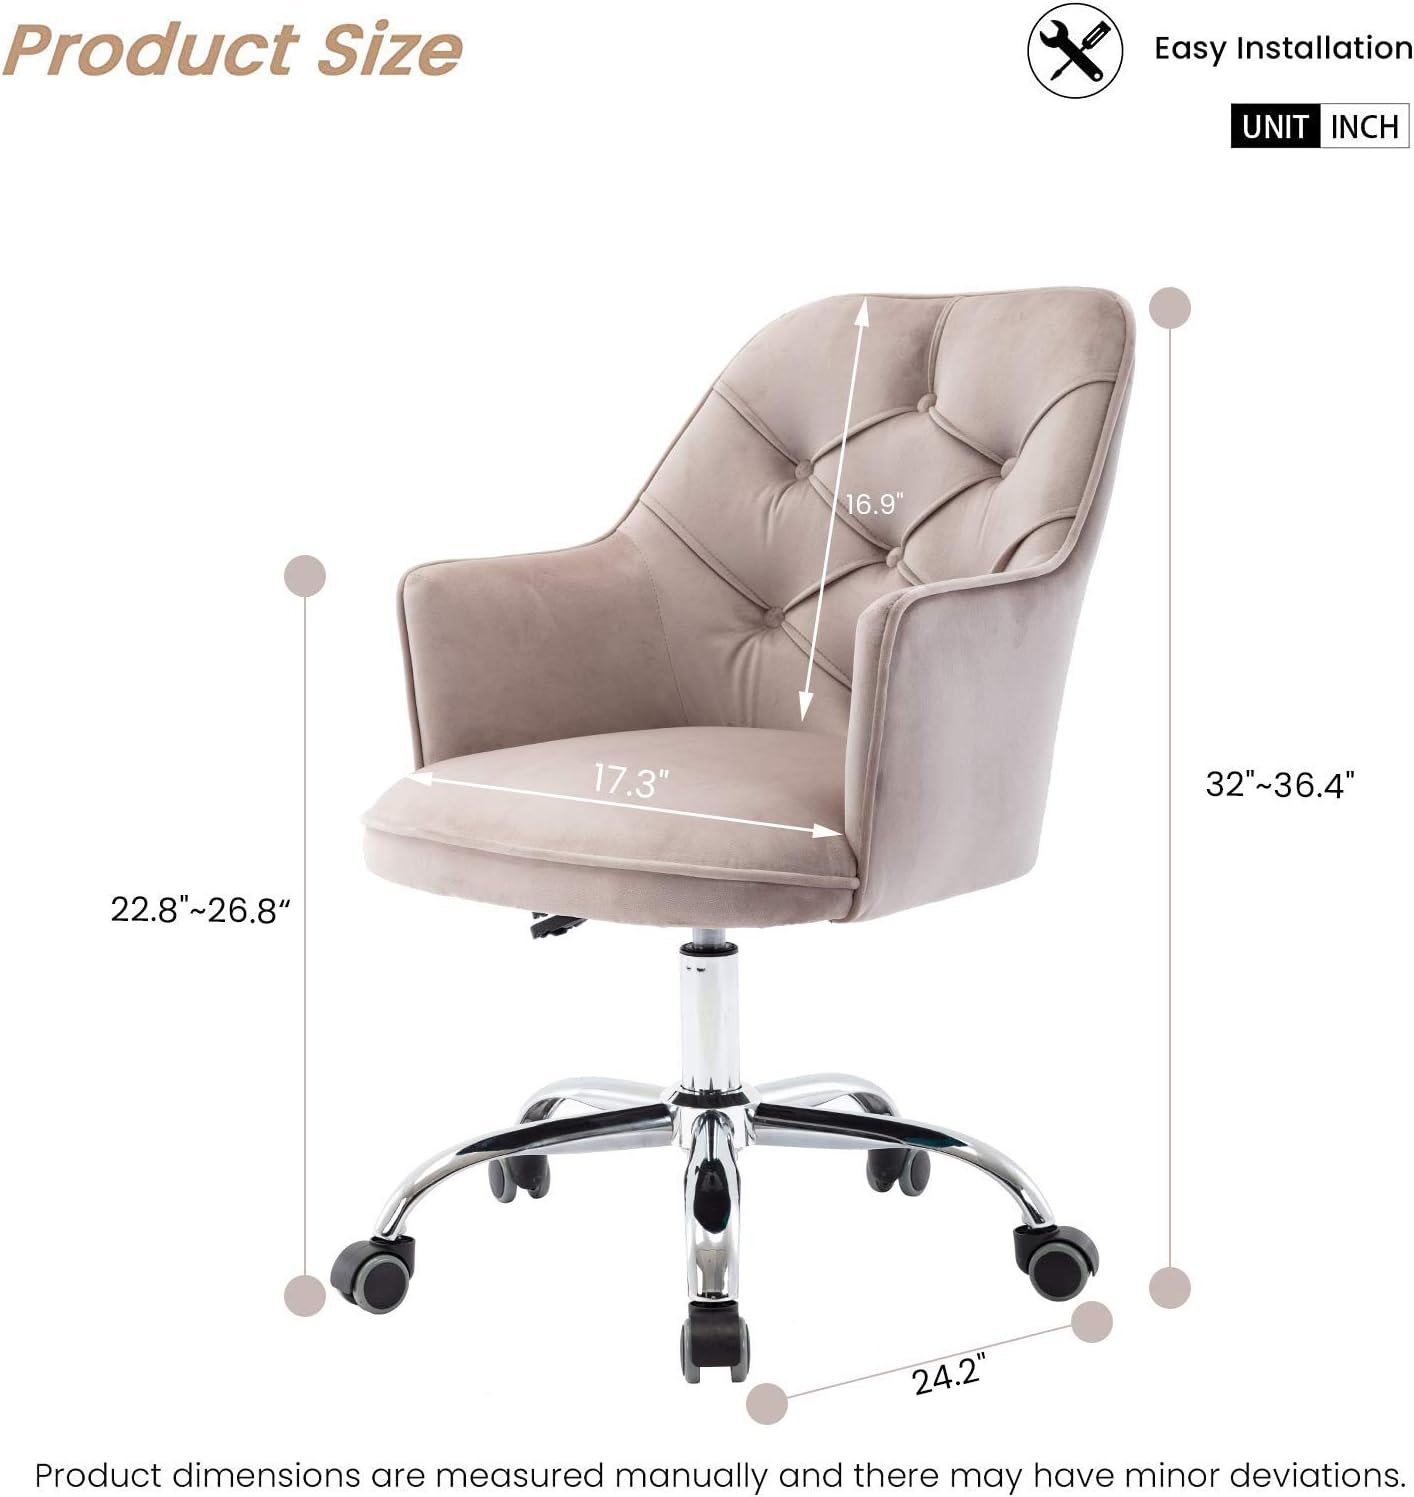 Product Size
Easy Installation
UNIT INCH
16.9"
17.3"
32"~36.4"
22.8"~26.8“
24.2"
Product dimensions are measured manually and there may have minor deviations.